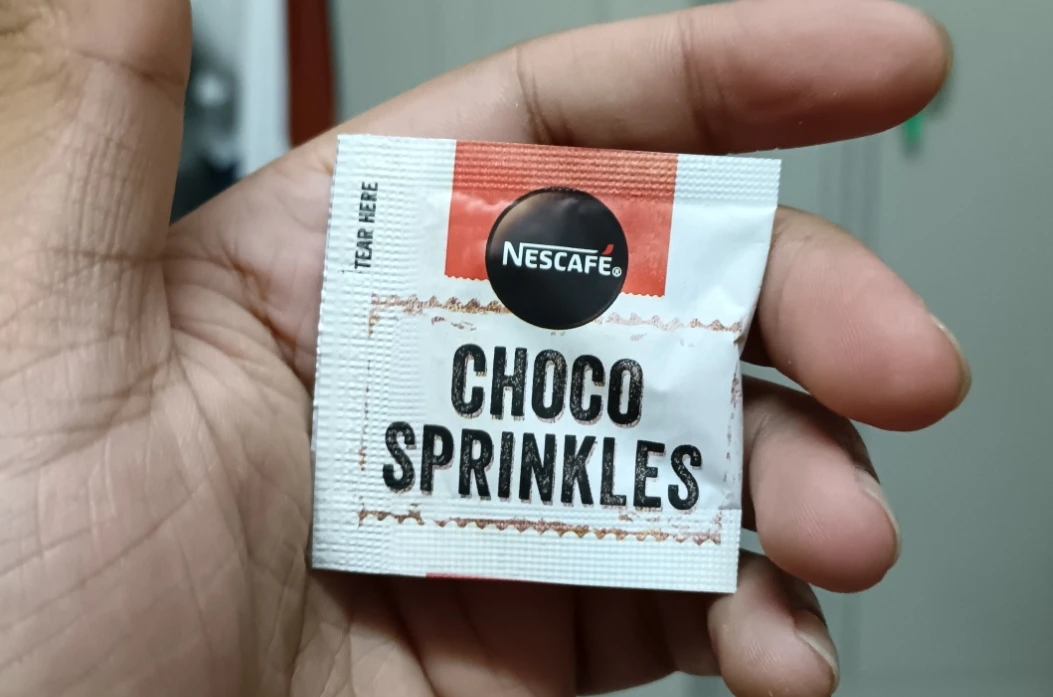 TEAR HERE
NESCAFÉ®
CHOCO
SPRINKLES